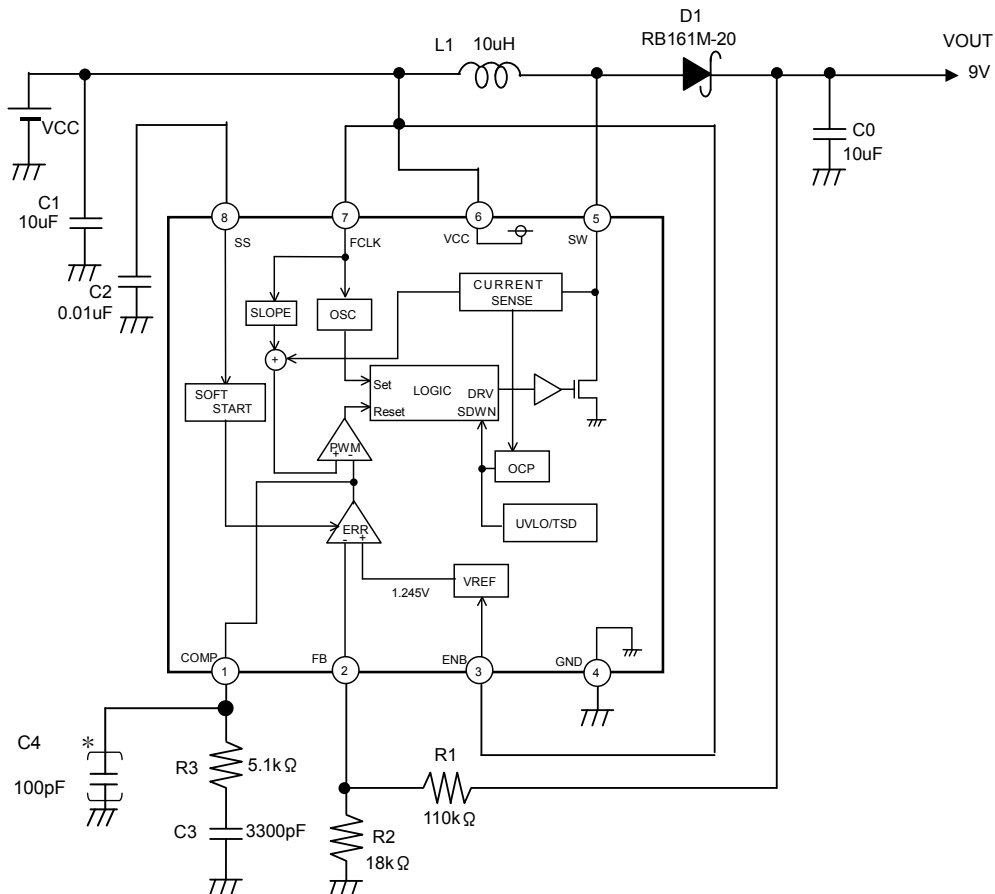 D1
RB161M-20
L1 10uH
VOUT
9V
VCC
C0
10uF
C1
10uF
C2
0.01uF
8
7
6
5
SS
FCLK
VCC
SW
CURRENT
SENSE
SLOPE
OSC
+
Set
LOGIC
DRV
Reset
SDWN
SOFT
START
PWM
+ -
OCP
UVLO/TSD
ERR
- +
VREF
1.245V
COMP
FB
ENB
GND
1
2
3
4
C4
*
100pF
R3
5.1kΩ
C3
3300pF
R1
110kΩ
R2
18kΩ